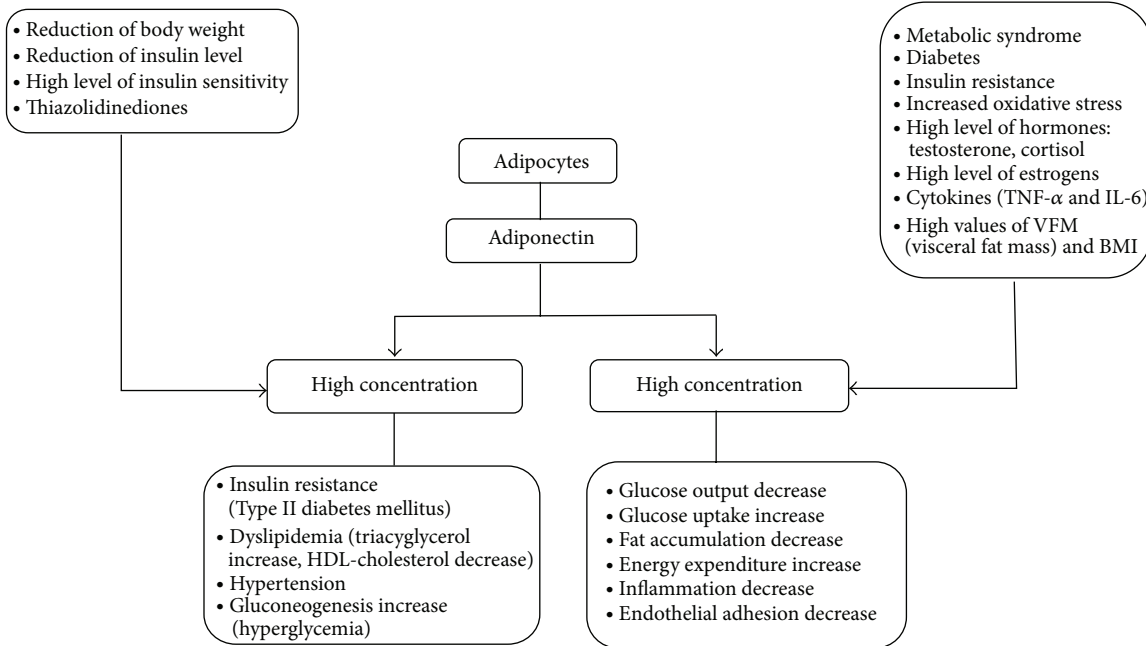 • Reduction of body weight
• Reduction of insulin level
• High level of insulin sensitivity
• Thiazolidinediones
• Metabolic syndrome
• Diabetes
• Insulin resistance
• Increased oxidative stress
• High level of hormones:
testosterone, cortisol
• High level of estrogens
• Cytokines (TNF-α and IL-6)
• High values of VFM
(visceral fat mass) and BMI
Adipocytes
Adiponectin
High concentration
High concentration
• Insulin resistance
(Type II diabetes mellitus)
• Dyslipidemia (triacyglycerol
increase, HDL-cholesterol decrease)
• Hypertension
• Gluconeogenesis increase
(hyperglycemia)
• Glucose output decrease
• Glucose uptake increase
• Fat accumulation decrease
• Energy expenditure increase
• Inflammation decrease
• Endothelial adhesion decrease